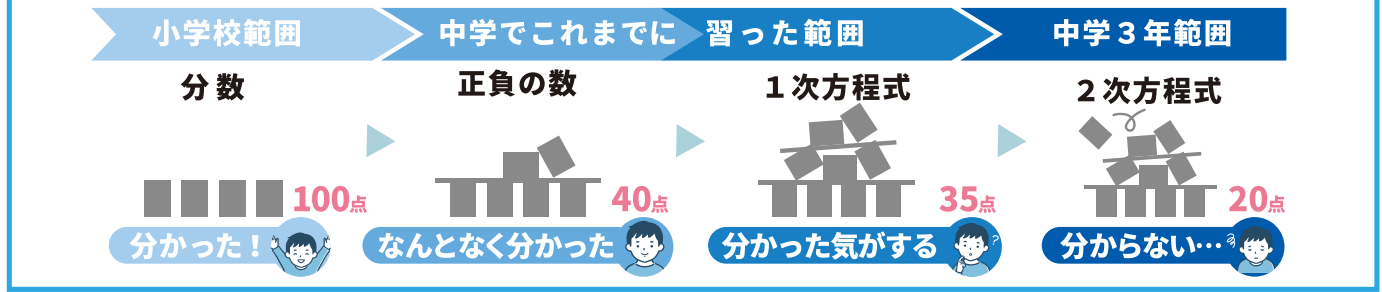 小学校範囲
中学でこれまでに習った範囲
中学３年範囲
分数
正負の数
１次方程式
２次方程式
100点
40点
35点
20点
分かった！
なんとなく分かった
分かった気がする
?
分からない…